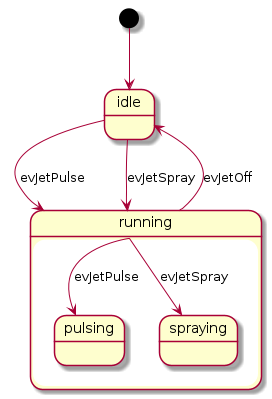 idle
evJetPulse
evJetSpray
evJetOff
running
evJetPulse
evJetSpray
pulsing
spraying